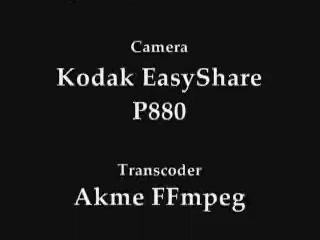 Camera
Kodak EasyShare
P880
Transcoder
Akme FFmpeg